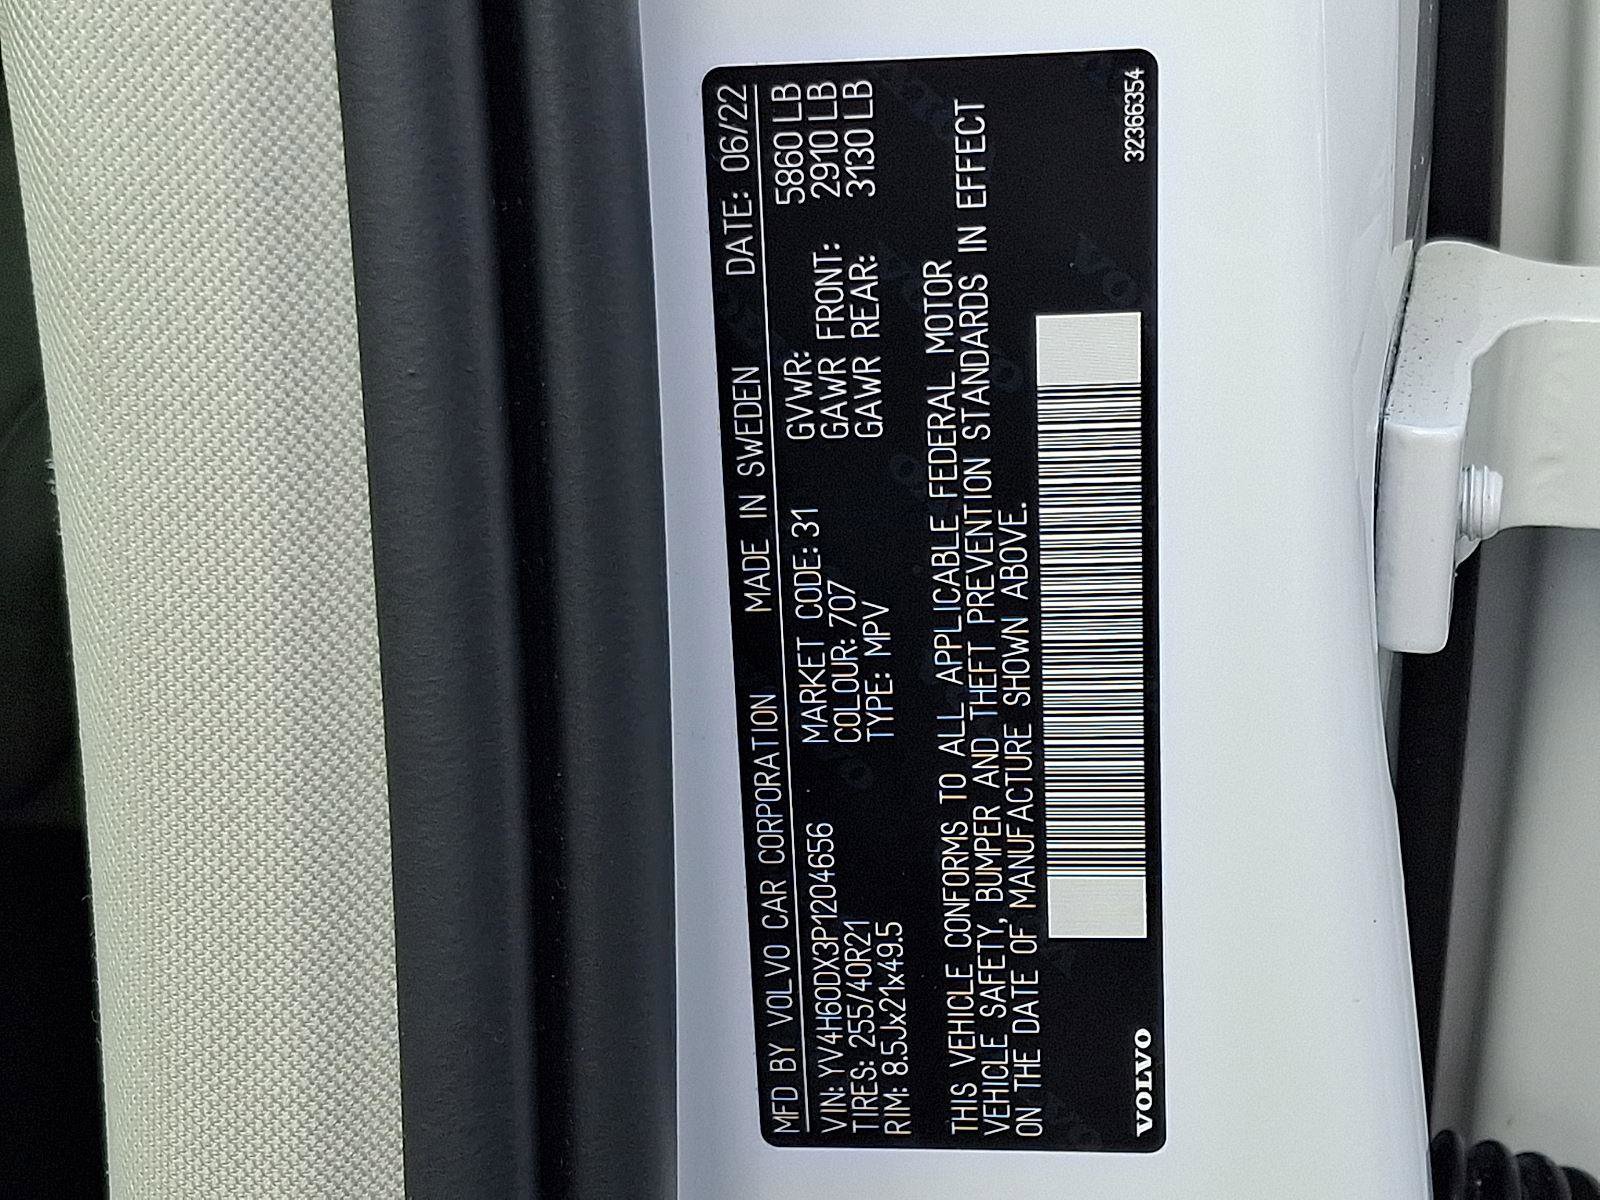 MFD BY VOLVO CAR CORPORATION MADE IN SWEDEN DATE: 06/22
VIN: YV4H60DX3P1204656 MARKET CODE: 31 GVWR: 5860 LB
TIRES: 255/40R21 COLOUR: 707 GAWR FRONT: 2910 LB
RIM: 8.5Jx21x49.5 TYPE: MPV GAWR REAR: 3130 LB
THIS VEHICLE CONFORMS TO ALL APPLICABLE FEDERAL MOTOR
VEHICLE SAFETY, BUMPER AND THEFT PREVENTION STANDARDS IN EFFECT
ON THE DATE OF MANUFACTURE SHOWN ABOVE.
VOLVO 32366354